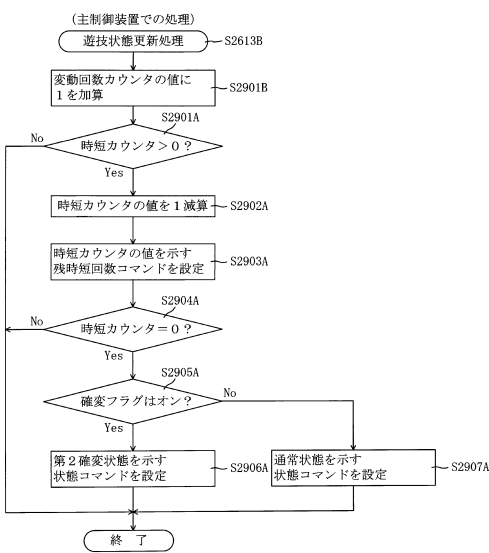 (主制御装置での処理)
遊技状態更新処理
S2613B
変動回数カウンタの値に
1を加算
S2901B
S2901A
時短カウンタ>0?
No
Yes
時短カウンタの値を1減算
S2902A
時短カウンタの値を示す
残時短回数コマンドを設定
S2903A
S2904A
時短カウンタ=0?
No
Yes
S2905A
確変フラグはオン?
No
Yes
第2確変状態を示す
状態コマンドを設定
S2906A
通常状態を示す
状態コマンドを設定
S2907A
終 了